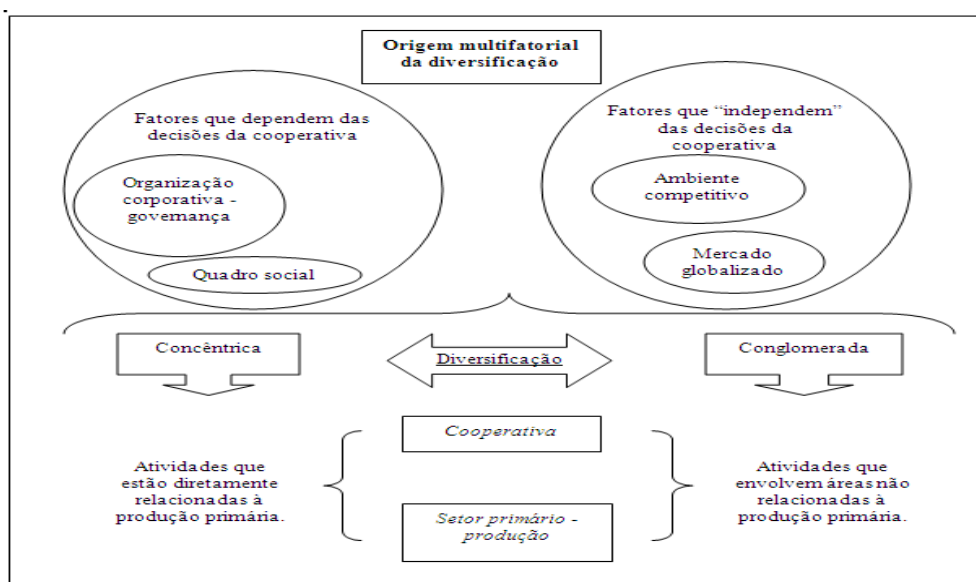 Origem multifatorial
da diversificação
Fatores que dependem das
decisões da cooperativa
Organização
corporativa -
governança
Quadro social
Fatores que “independem”
das decisões da
cooperativa
Ambiente
competitivo
Mercado
globalizado
Concêntrica
Diversificação
Conglomerada
Cooperativa
Atividades que
estão diretamente
relacionadas à
produção primária.
Setor primário -
produção
Atividades que
envolvem áreas não
relacionadas à
produção primária.